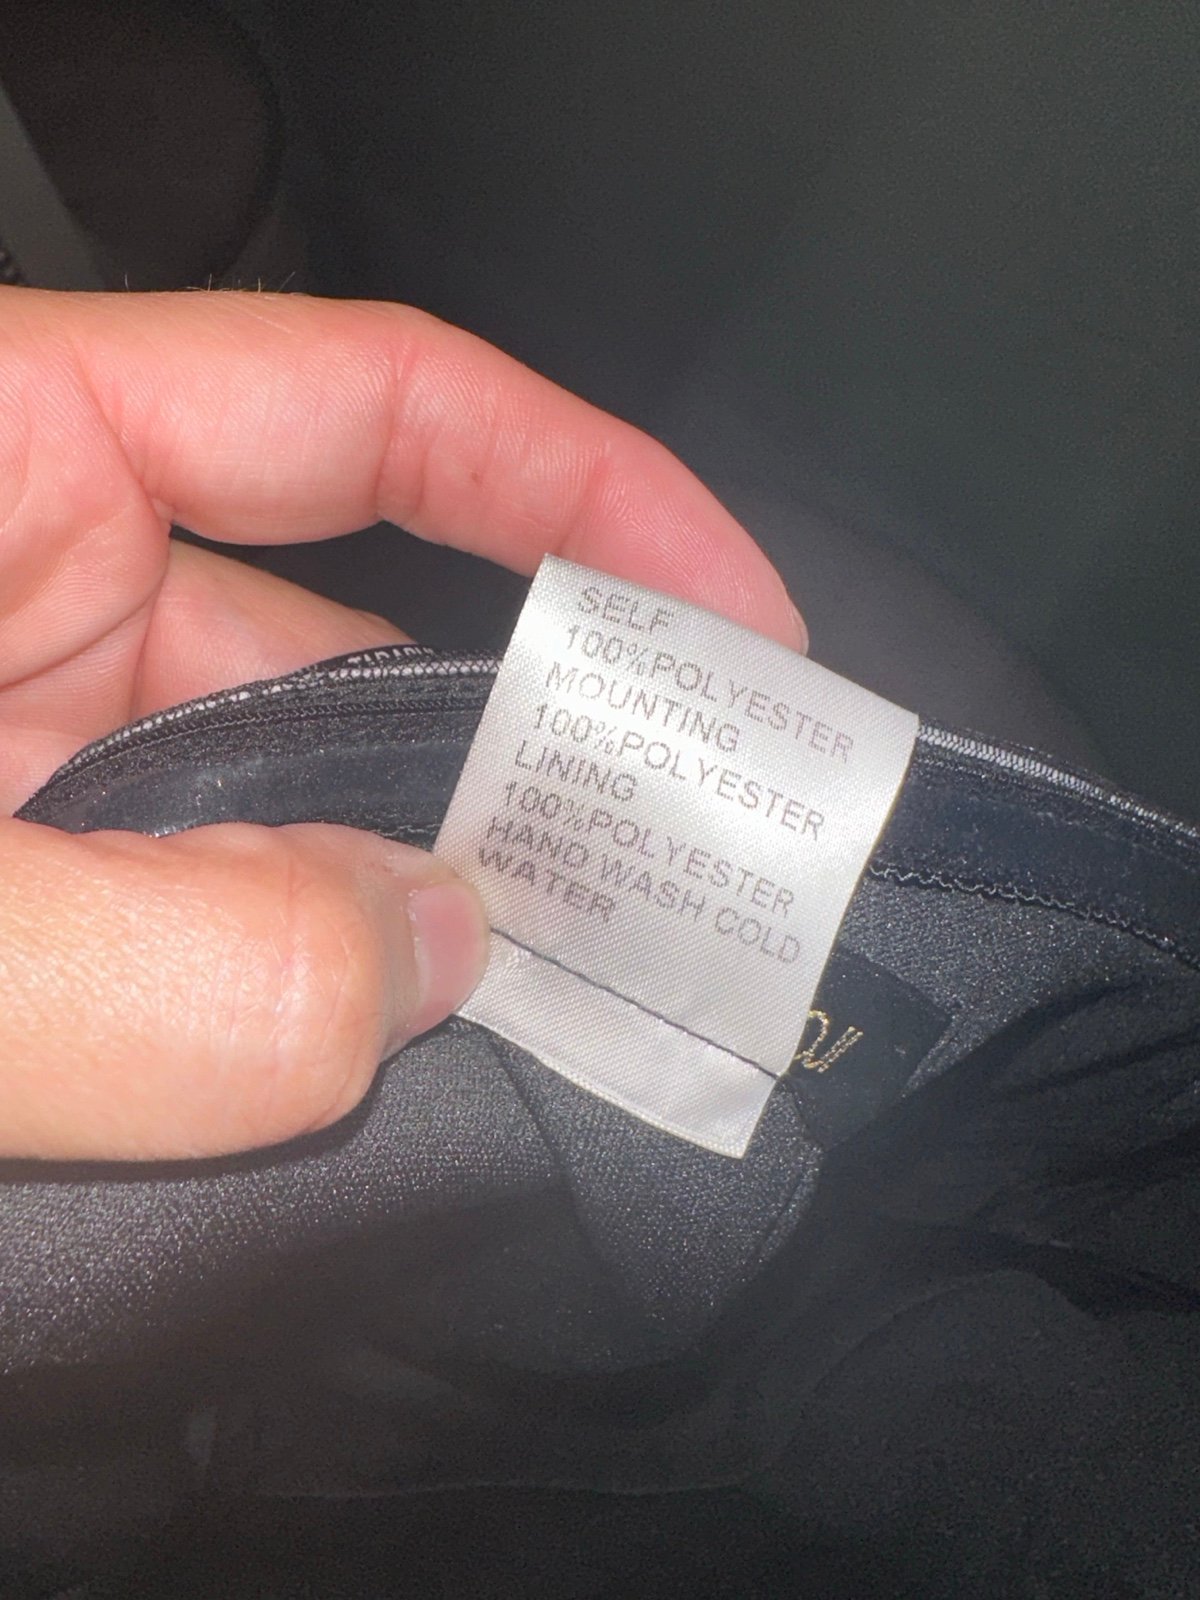 SELF
100%POLYESTER
MOUNTING
100%POLYESTER
LINING
100%POLYESTER
HAND WASH COLD
WATER